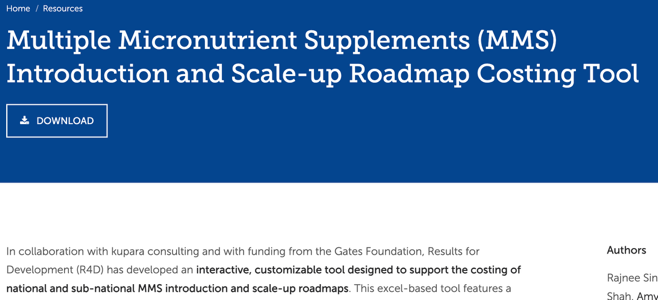 Home / Resources
Multiple Micronutrient Supplements (MMS)
Introduction and Scale-up Roadmap Costing Tool
DOWNLOAD
In collaboration with kupara consulting and with funding from the Gates Foundation, Results for
Development (R4D) has developed an interactive, customizable tool designed to support the costing of
national and sub-national MMS introduction and scale-up roadmaps. This excel-based tool features a
Authors
Rajnee Sin
Shah, Amy